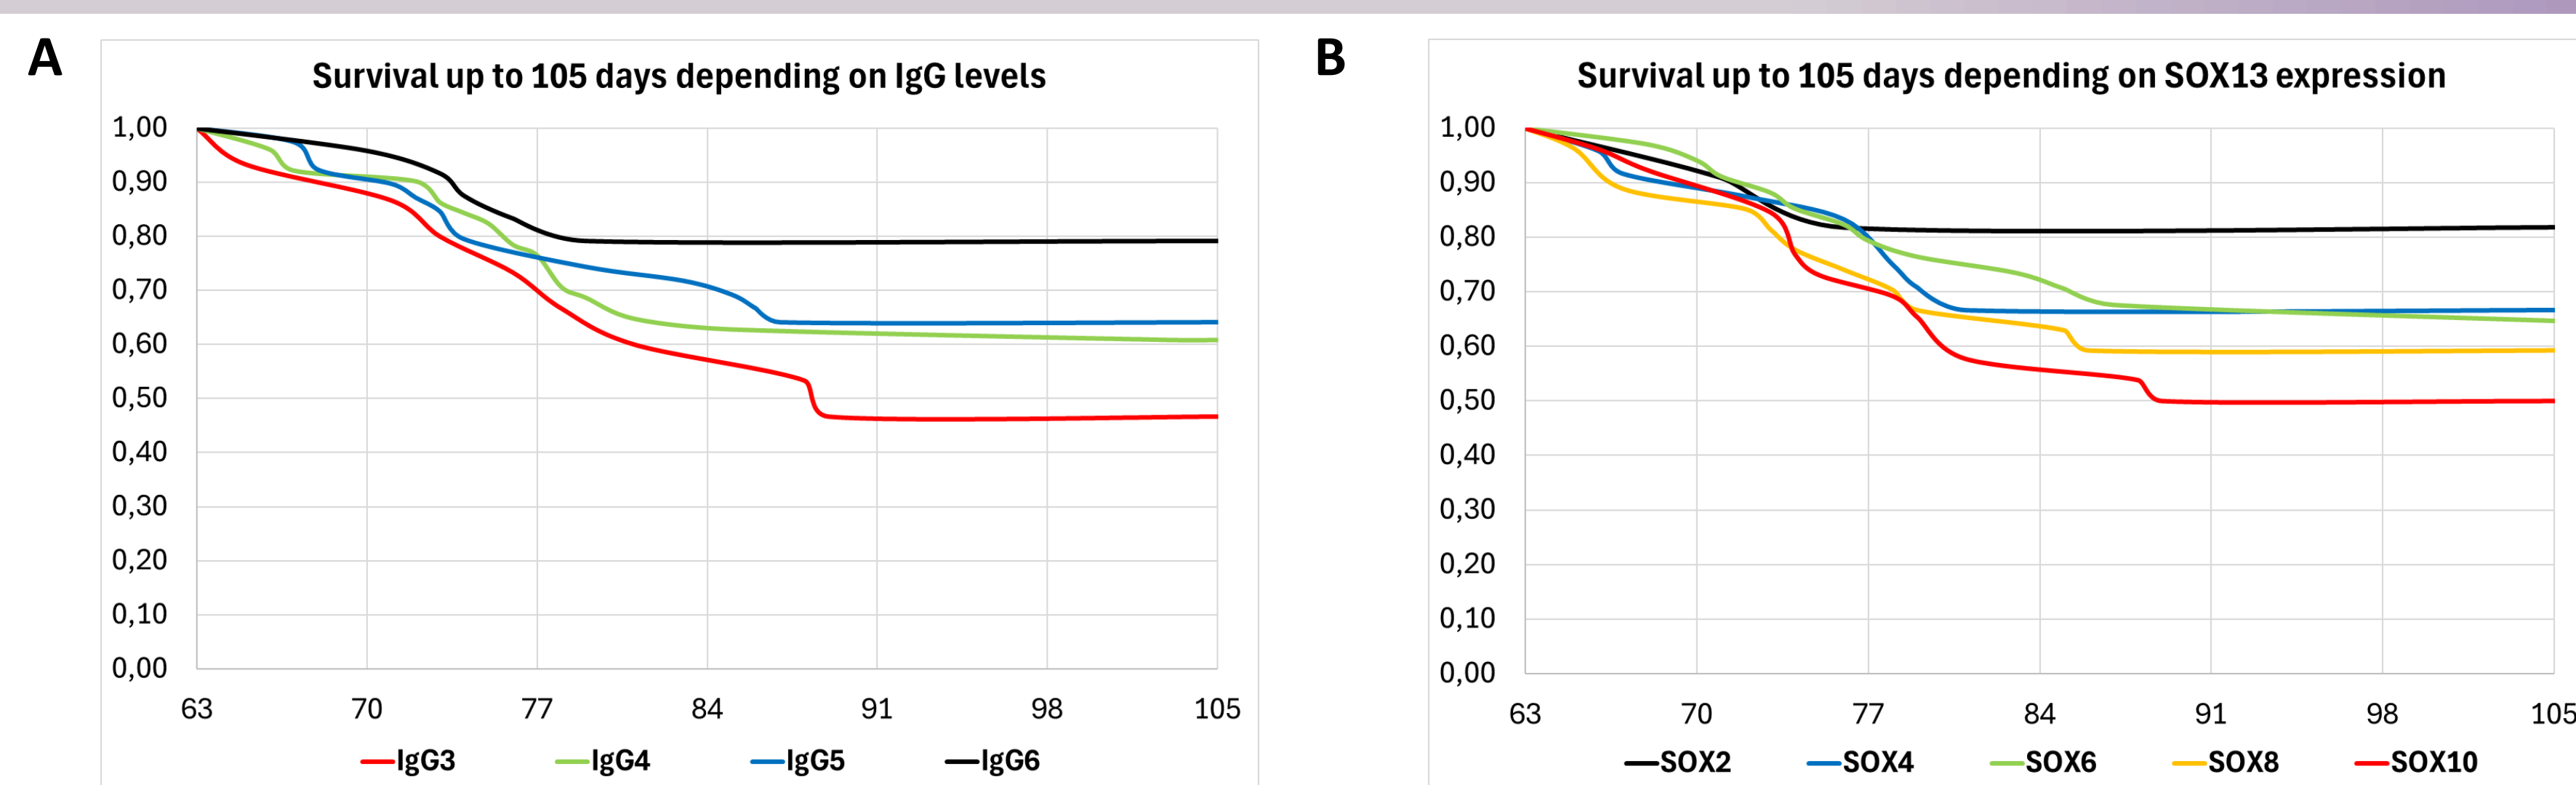 A
Survival up to 105 days depending on IgG levels
1,00
0,90
0,80
0,70
0,60
0,50
0,40
0,30
0,20
0,10
0,00
63 70 77 84 91 98 105
IgG3 IgG4 IgG5 IgG6
B
Survival up to 105 days depending on SOX13 expression
1,00
0,90
0,80
0,70
0,60
0,50
0,40
0,30
0,20
0,10
0,00
63 70 77 84 91 98 105
SOX2 SOX4 SOX6 SOX8 SOX10